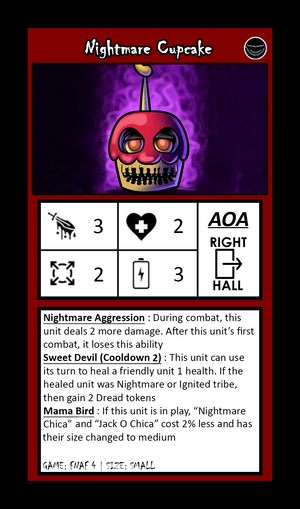 Nightmare Cupcake
3 2 AOA
RIGHT
2 3
HALL
Nightmare Aggression : During combat, this
unit deals 2 more damage. After this unit's first
combat, it loses this ability
Sweet Devil (Cooldown 2) : This unit can use
its turn to heal a friendly unit 1 health. If the
healed unit was Nightmare or Ignited tribe,
then gain 2 Dread tokens
Mama Bird : If this unit is in play, "Nightmare
Chica" and "Jack O Chica" cost 2% less and has
their size changed to medium
GAME: FNAF 4 | SIZE: SMALL